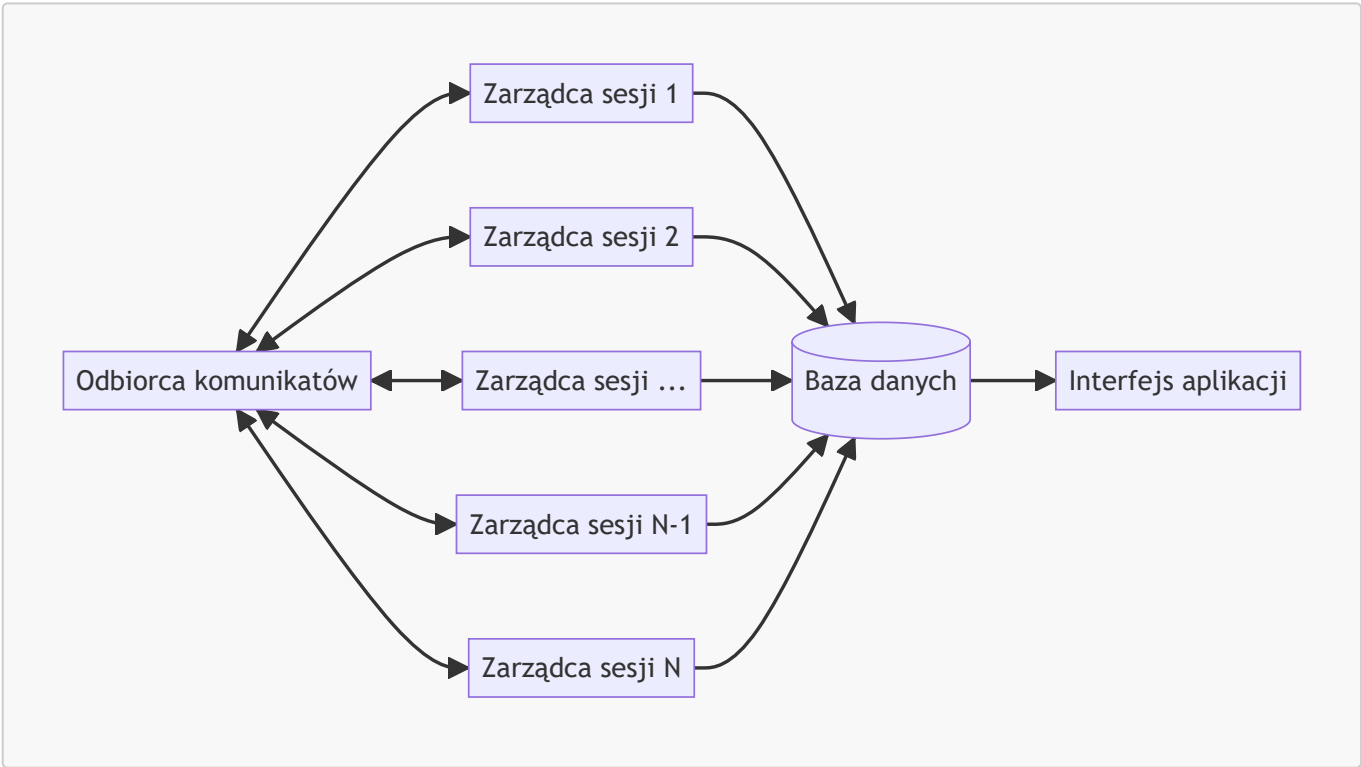 Zarządca sesji 1
Zarządca sesji 2
Odbiorca komunikatów
Zarządca sesji ...
Baza danych
Interfejs aplikacji
Zarządca sesji N-1
Zarządca sesji N